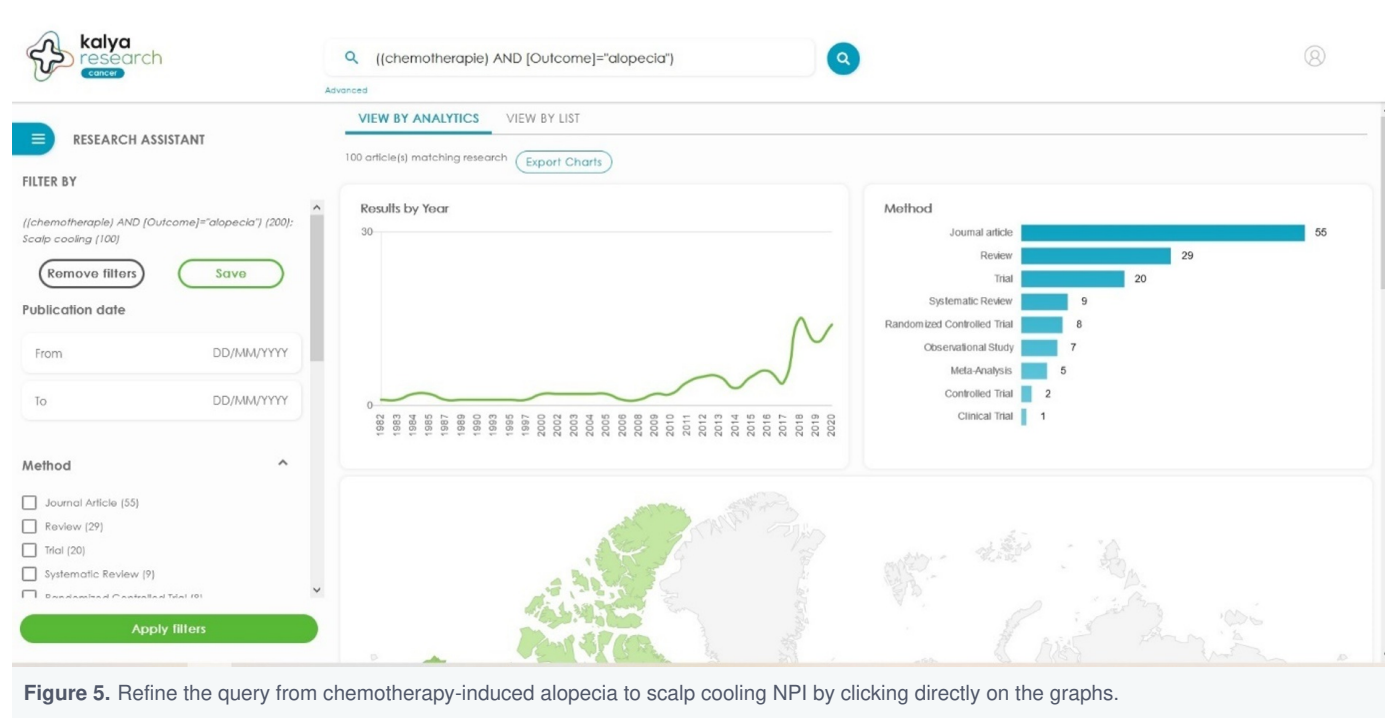 kalya
research
cancer
((chemotherapie) AND [Outcome]="alopecia")
Advanced
RESEARCH ASSISTANT
FILTER BY
((chemotherapie) AND [Outcome]="alopecia") (200);
Scalp cooling (100)
Remove filters
Save
Publication date
From DD/MM/YYYY
To DD/MM/YYYY
Method
Journal Article (55)
Review (29)
Trial (20)
Systematic Review (9)
Randomized Controlled Trial (8)
Apply filters
VIEW BY ANALYTICS VIEW BY LIST
100 article(s) matching research Export Charts
Results by Year
30
0
1982 1983 1984 1985 1987 1989 1990 1993 1995 1997 2000 2002 2003 2004 2005 2006 2008 2009 2010 2011 2012 2013 2014 2015 2016 2017 2018 2019 2020
Method
Journal article 55
Review 29
Trial 20
Systematic Review 9
Randomized Controlled Trial 8
Observational Study 7
Meta-Analysis 5
Controlled Trial 2
Clinical Trial 1
Figure 5. Refine the query from chemotherapy-induced alopecia to scalp cooling NPI by clicking directly on the graphs.